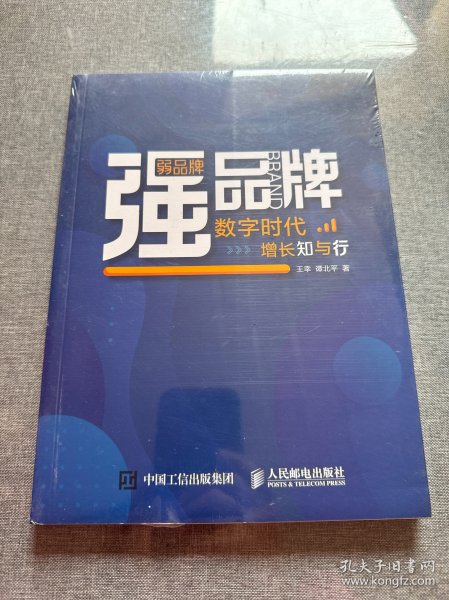 弱品牌
强品牌
BRAND
数字时代
>>> 增长知与行
王幸 谭北平 著
中国工信出版集团
人民邮电出版社
POSTS & TELECOM PRESS
孔夫子旧书网
www.kongfz.com